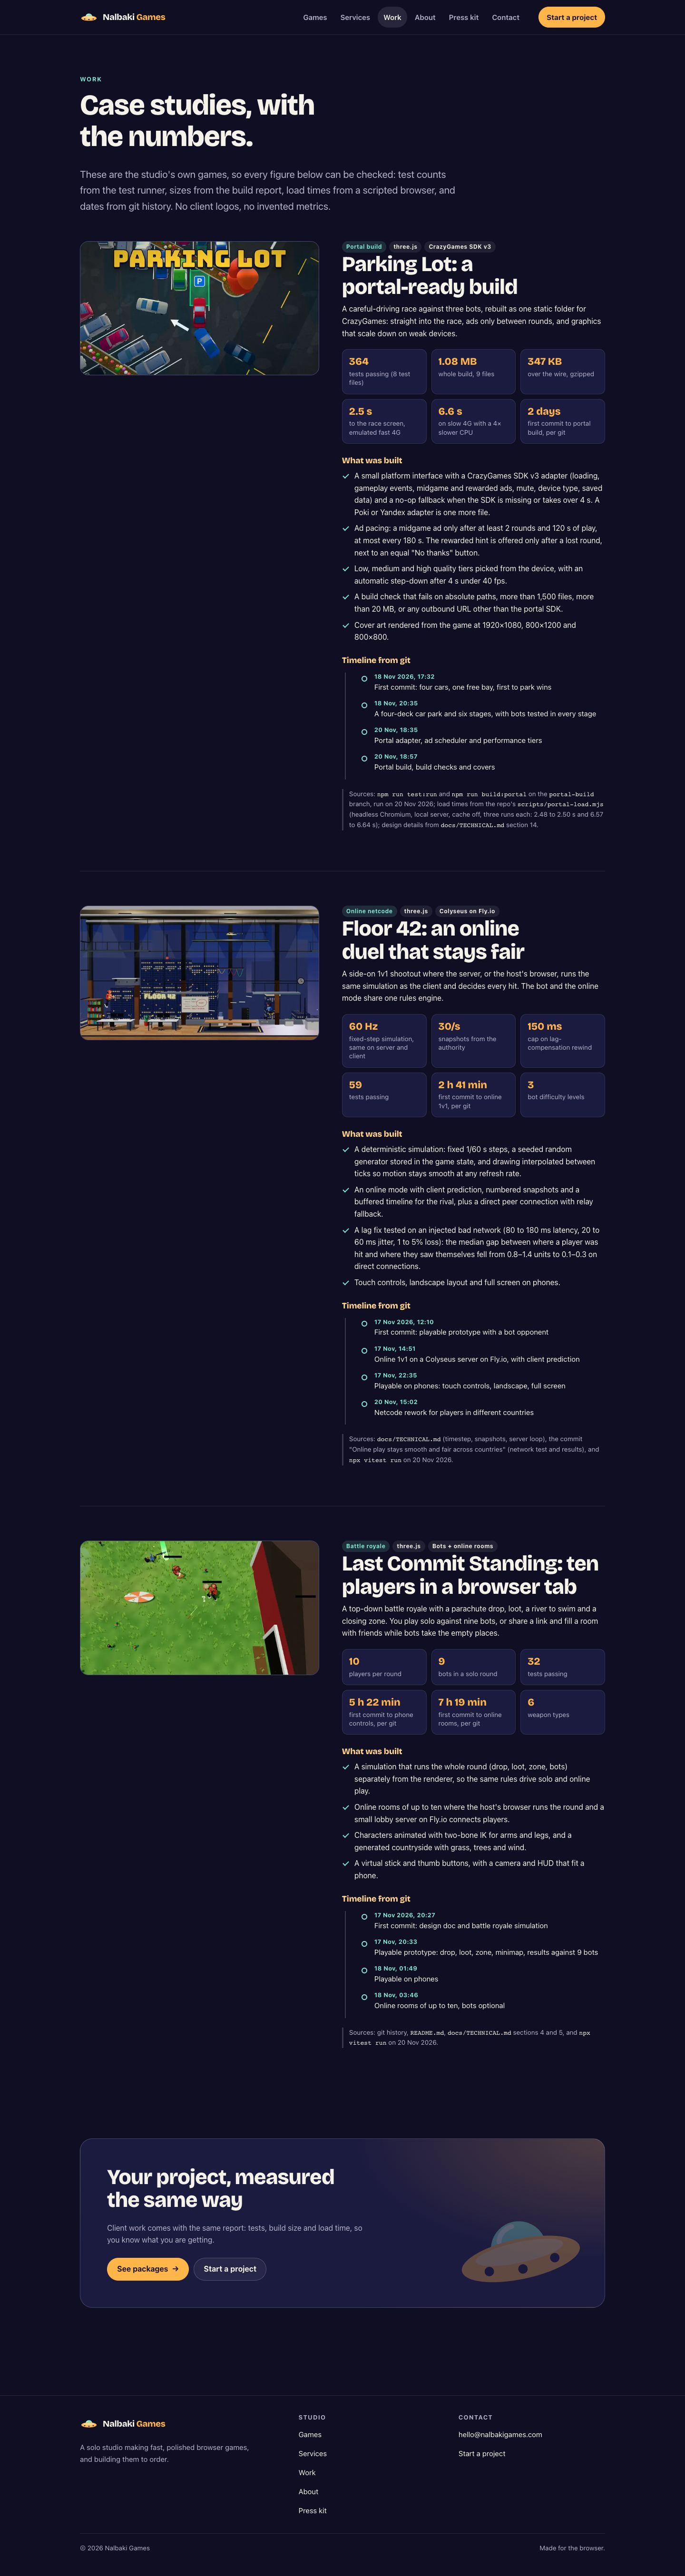 Nalbaki Games
Games
Services
Work
About
Press kit
Contact
Start a project
WORK
Case studies, with
the numbers.
These are the studio's own games, so every figure below can be checked: test counts
from the test runner, sizes from the build report, load times from a scripted browser, and
dates from git history. No client logos, no invented metrics.
PARKING LOT
P
Portal build
three.js
CrazyGames SDK v3
Parking Lot: a
portal-ready build
A careful-driving race against three bots, rebuilt as one static folder for
CrazyGames: straight into the race, ads only between rounds, and graphics
that scale down on weak devices.
364
tests passing (8 test
files)
1.08 MB
whole build, 9 files
347 KB
over the wire, gzipped
2.5 s
to the race screen,
emulated fast 4G
6.6 s
on slow 4G with a 4×
slower CPU
2 days
first commit to portal
build, per git
What was built
A small platform interface with a CrazyGames SDK v3 adapter (loading,
gameplay events, midgame and rewarded ads, mute, device type, saved
data) and a no-op fallback when the SDK is missing or takes over 4 s. A
Poki or Yandex adapter is one more file.
Ad pacing: a midgame ad only after at least 2 rounds and 120 s of play,
at most every 180 s. The rewarded hint is offered only after a lost round,
next to an equal "No thanks" button.
Low, medium and high quality tiers picked from the device, with an
automatic step-down after 4 s under 40 fps.
A build check that fails on absolute paths, more than 1,500 files, more
than 20 MB, or any outbound URL other than the portal SDK.
Cover art rendered from the game at 1920×1080, 800×1200 and
800×800.
Timeline from git
18 Nov 2026, 17:32
First commit: four cars, one free bay, first to park wins
18 Nov, 20:35
A four-deck car park and six stages, with bots tested in every stage
20 Nov, 18:35
Portal adapter, ad scheduler and performance tiers
20 Nov, 18:57
Portal build, build checks and covers
Sources: npm run test:run and npm run build:portal on the portal-build
branch, run on 20 Nov 2026; load times from the repo's scripts/portal-load.mjs
(headless Chromium, local server, cache off, three runs each: 2.48 to 2.50 s and 6.57
to 6.64 s); design details from docs/TECHNICAL.md section 14.
FLOOR 42
Online netcode
three.js
Colyseus on Fly.io
Floor 42: an online
duel that stays fair
A side-on 1v1 shootout where the server, or the host's browser, runs the
same simulation as the client and decides every hit. The bot and the online
mode share one rules engine.
60 Hz
fixed-step simulation,
same on server and
client
30/s
snapshots from the
authority
150 ms
cap on lag-
compensation rewind
59
tests passing
2 h 41 min
first commit to online
1v1, per git
3
bot difficulty levels
What was built
A deterministic simulation: fixed 1/60 s steps, a seeded random
generator stored in the game state, and drawing interpolated between
ticks so motion stays smooth at any refresh rate.
An online mode with client prediction, numbered snapshots and a
buffered timeline for the rival, plus a direct peer connection with relay
fallback.
A lag fix tested on an injected bad network (80 to 180 ms latency, 20 to
60 ms jitter, 1 to 5% loss): the median gap between where a player was
hit and where they saw themselves fell from 0.8–1.4 units to 0.1–0.3 on
direct connections.
Touch controls, landscape layout and full screen on phones.
Timeline from git
17 Nov 2026, 12:10
First commit: playable prototype with a bot opponent
17 Nov, 14:51
Online 1v1 on a Colyseus server on Fly.io, with client prediction
17 Nov, 22:35
Playable on phones: touch controls, landscape, full screen
20 Nov, 15:02
Netcode rework for players in different countries
Sources: docs/TECHNICAL.md (timestep, snapshots, server loop), the commit
"Online play stays smooth and fair across countries" (network test and results), and
npx vitest run on 20 Nov 2026.
Battle royale
three.js
Bots + online rooms
Last Commit Standing: ten
players in a browser tab
A top-down battle royale with a parachute drop, loot, a river to swim and a
closing zone. You play solo against nine bots, or share a link and fill a room
with friends while bots take the empty places.
10
players per round
9
bots in a solo round
32
tests passing
5 h 22 min
first commit to phone
controls, per git
7 h 19 min
first commit to online
rooms, per git
6
weapon types
What was built
A simulation that runs the whole round (drop, loot, zone, bots)
separately from the renderer, so the same rules drive solo and online
play.
Online rooms of up to ten where the host's browser runs the round and a
small lobby server on Fly.io connects players.
Characters animated with two-bone IK for arms and legs, and a
generated countryside with grass, trees and wind.
A virtual stick and thumb buttons, with a camera and HUD that fit a
phone.
Timeline from git
17 Nov 2026, 20:27
First commit: design doc and battle royale simulation
17 Nov, 20:33
Playable prototype: drop, loot, zone, minimap, results against 9 bots
18 Nov, 01:49
Playable on phones
18 Nov, 03:46
Online rooms of up to ten, bots optional
Sources: git history, README.md, docs/TECHNICAL.md sections 4 and 5, and npx
vitest run on 20 Nov 2026.
Your project, measured
the same way
Client work comes with the same report: tests, build size and load time, so
you know what you are getting.
See packages →
Start a project
Nalbaki Games
A solo studio making fast, polished browser games,
and building them to order.
STUDIO
Games
Services
Work
About
Press kit
CONTACT
hello@nalbakigames.com
Start a project
© 2026 Nalbaki Games
Made for the browser.